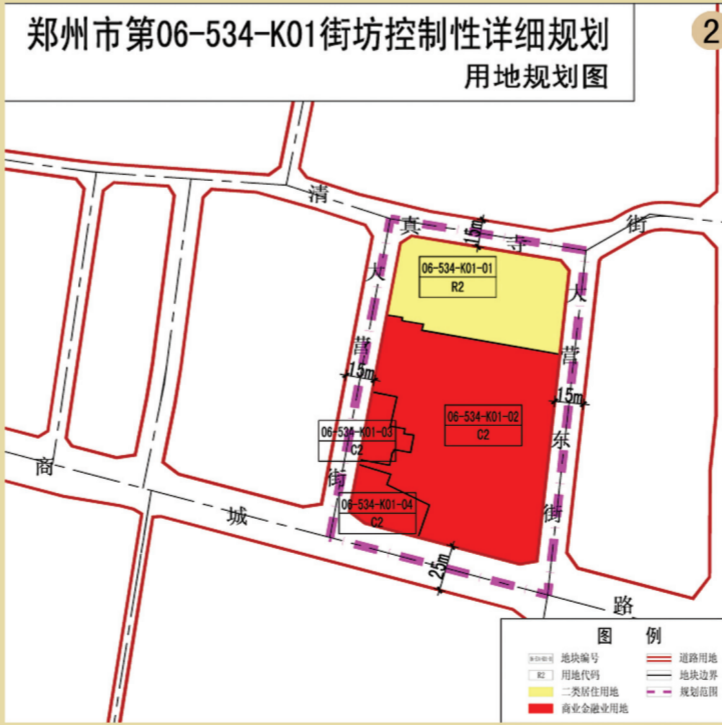 郑州市第06-534-K01街坊控制性详细规划
用地规划图
2
清真寺街
15m
06-534-K01-01
R2
大营街
15m
大营东街
15m
06-534-K01-02
C2
06-534-K01-03
C2
06-534-K01-04
C2
商城路
25m
图例
地块编号
道路用地
R2 用地代码
地块边界
二类居住用地
规划范围
商业金融业用地